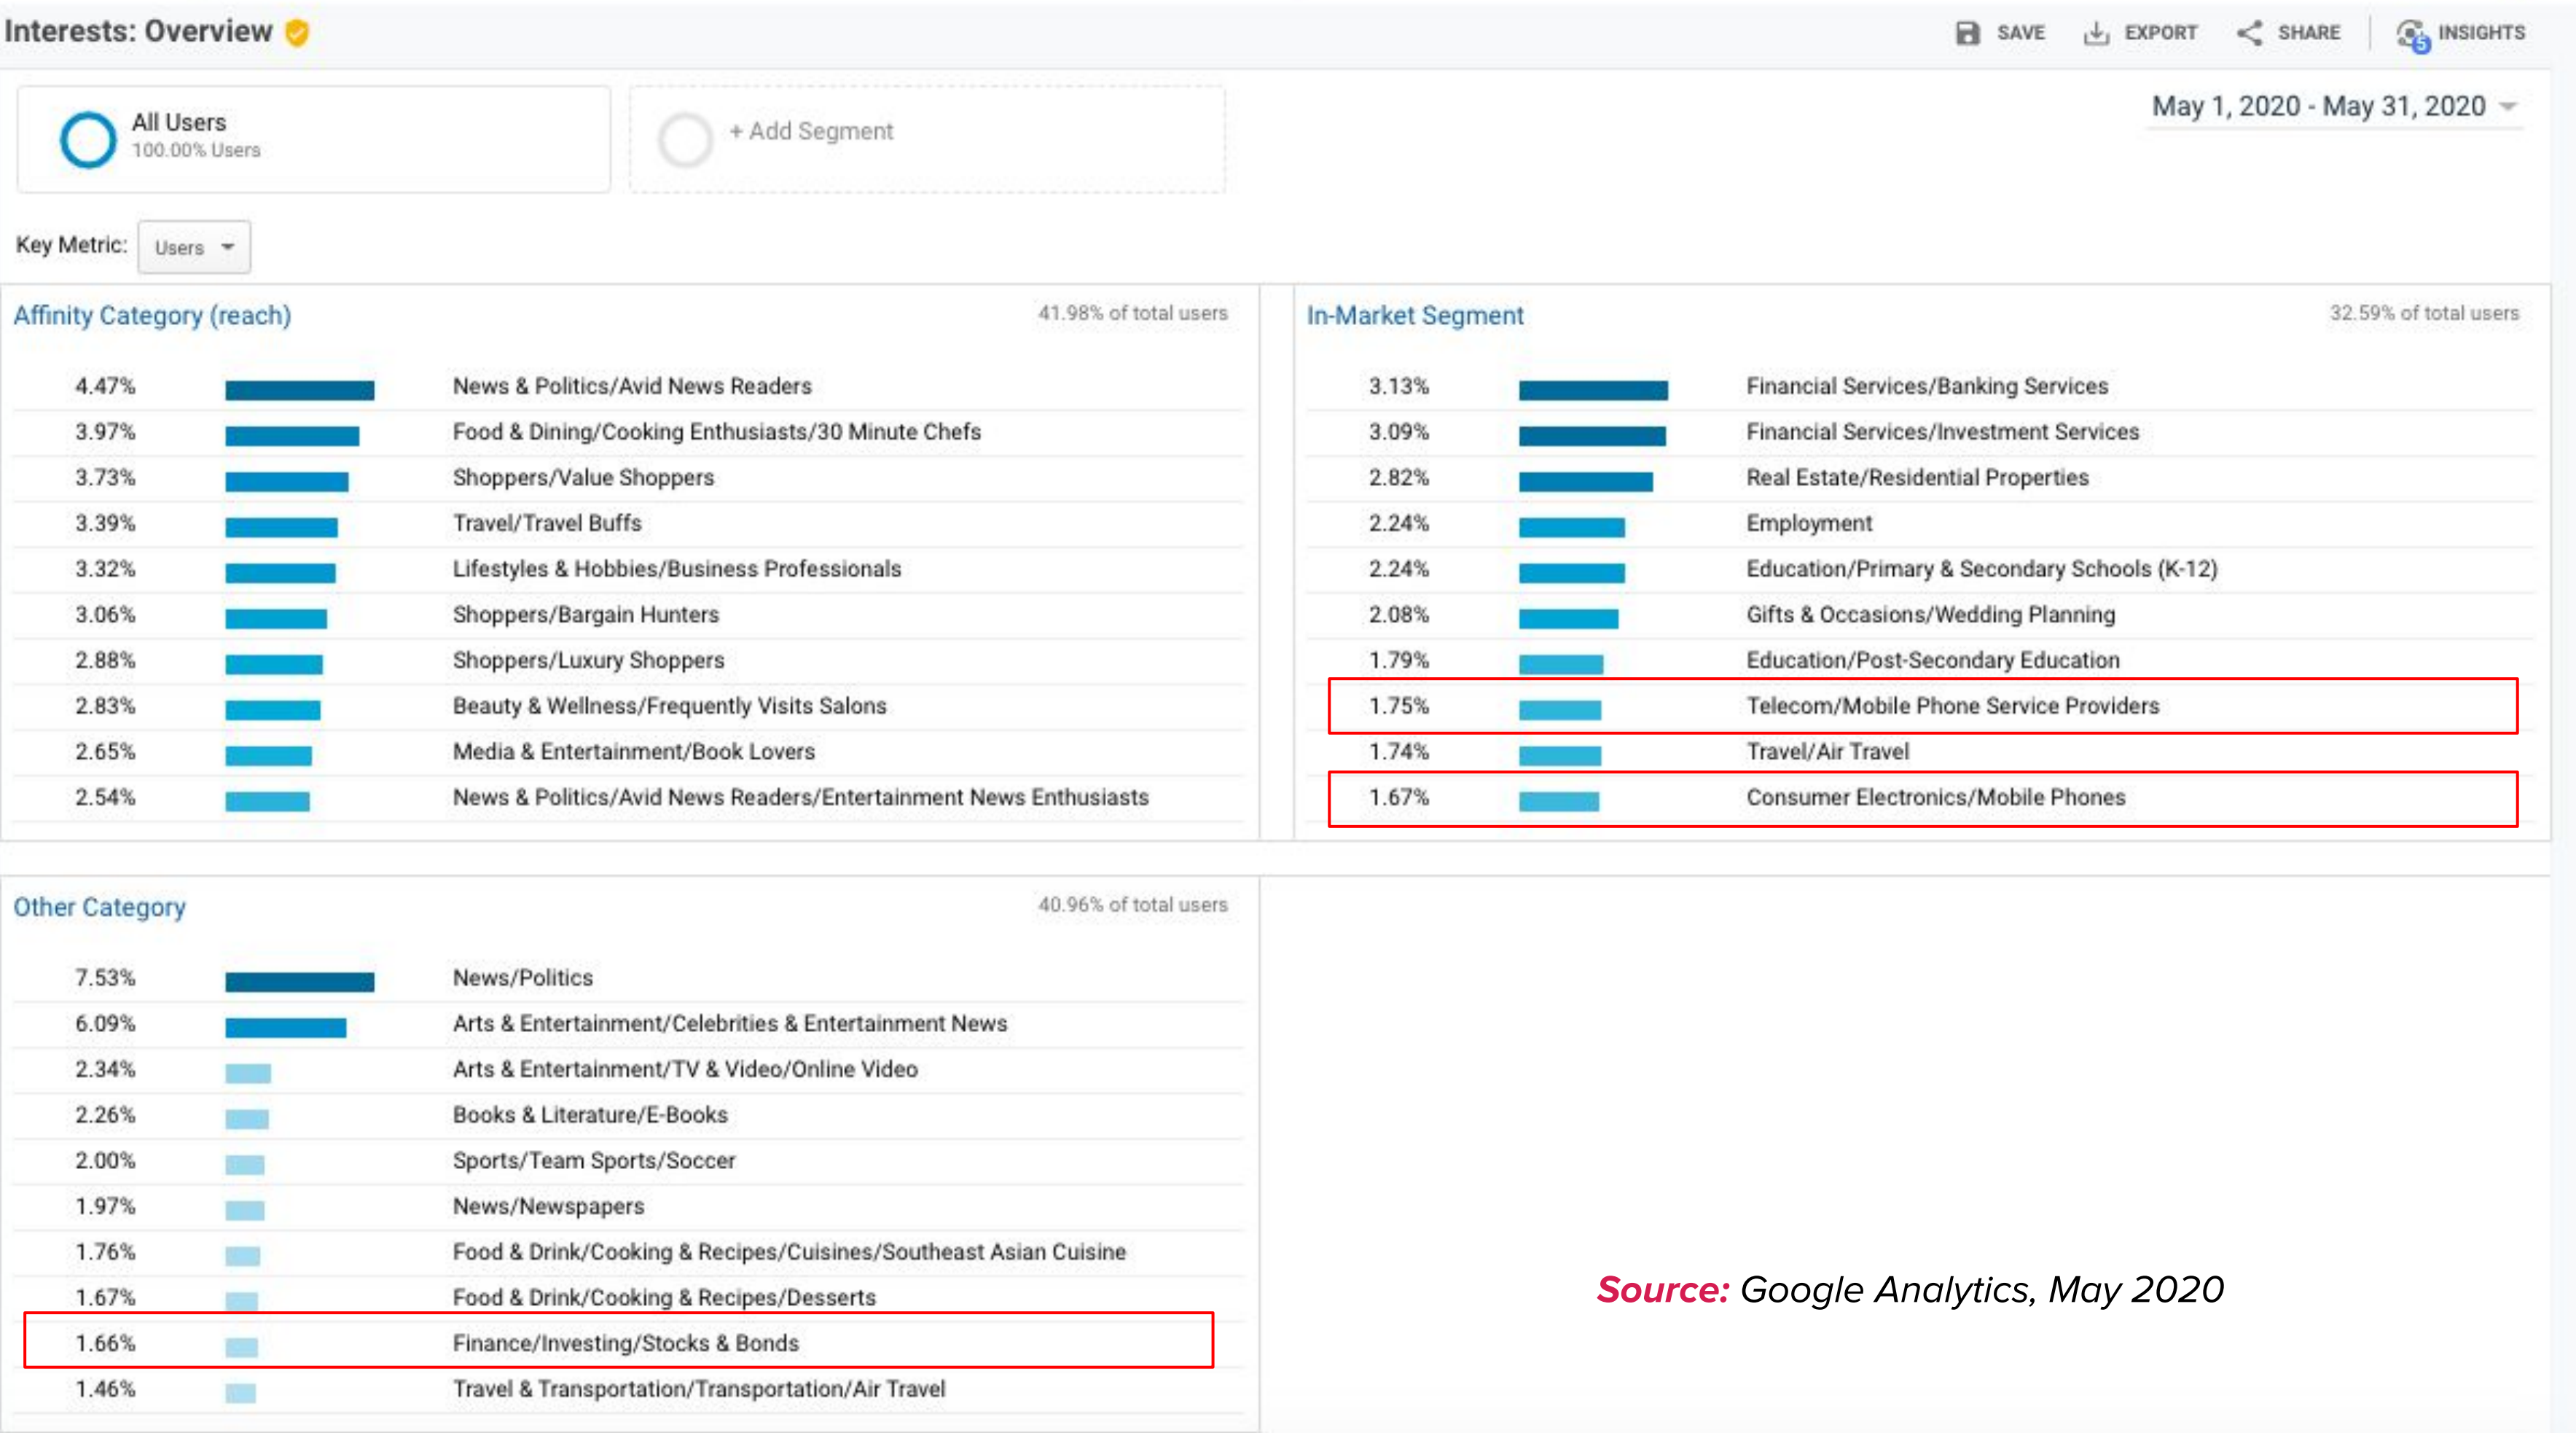 Interests: Overview
SAVE EXPORT SHARE 5 INSIGHTS
All Users
100.00% Users
+ Add Segment
May 1, 2020 - May 31, 2020
Key Metric: Users
Affinity Category (reach) 41.98% of total users
4.47% News & Politics/Avid News Readers
3.97% Food & Dining/Cooking Enthusiasts/30 Minute Chefs
3.73% Shoppers/Value Shoppers
3.39% Travel/Travel Buffs
3.32% Lifestyles & Hobbies/Business Professionals
3.06% Shoppers/Bargain Hunters
2.88% Shoppers/Luxury Shoppers
2.83% Beauty & Wellness/Frequently Visits Salons
2.65% Media & Entertainment/Book Lovers
2.54% News & Politics/Avid News Readers/Entertainment News Enthusiasts
In-Market Segment 32.59% of total users
3.13% Financial Services/Banking Services
3.09% Financial Services/Investment Services
2.82% Real Estate/Residential Properties
2.24% Employment
2.24% Education/Primary & Secondary Schools (K-12)
2.08% Gifts & Occasions/Wedding Planning
1.79% Education/Post-Secondary Education
1.75% Telecom/Mobile Phone Service Providers
1.74% Travel/Air Travel
1.67% Consumer Electronics/Mobile Phones
Other Category 40.96% of total users
7.53% News/Politics
6.09% Arts & Entertainment/Celebrities & Entertainment News
2.34% Arts & Entertainment/TV & Video/Online Video
2.26% Books & Literature/E-Books
2.00% Sports/Team Sports/Soccer
1.97% News/Newspapers
1.76% Food & Drink/Cooking & Recipes/Cuisines/Southeast Asian Cuisine
1.67% Food & Drink/Cooking & Recipes/Desserts
1.66% Finance/Investing/Stocks & Bonds
1.46% Travel & Transportation/Transportation/Air Travel
Source: Google Analytics, May 2020